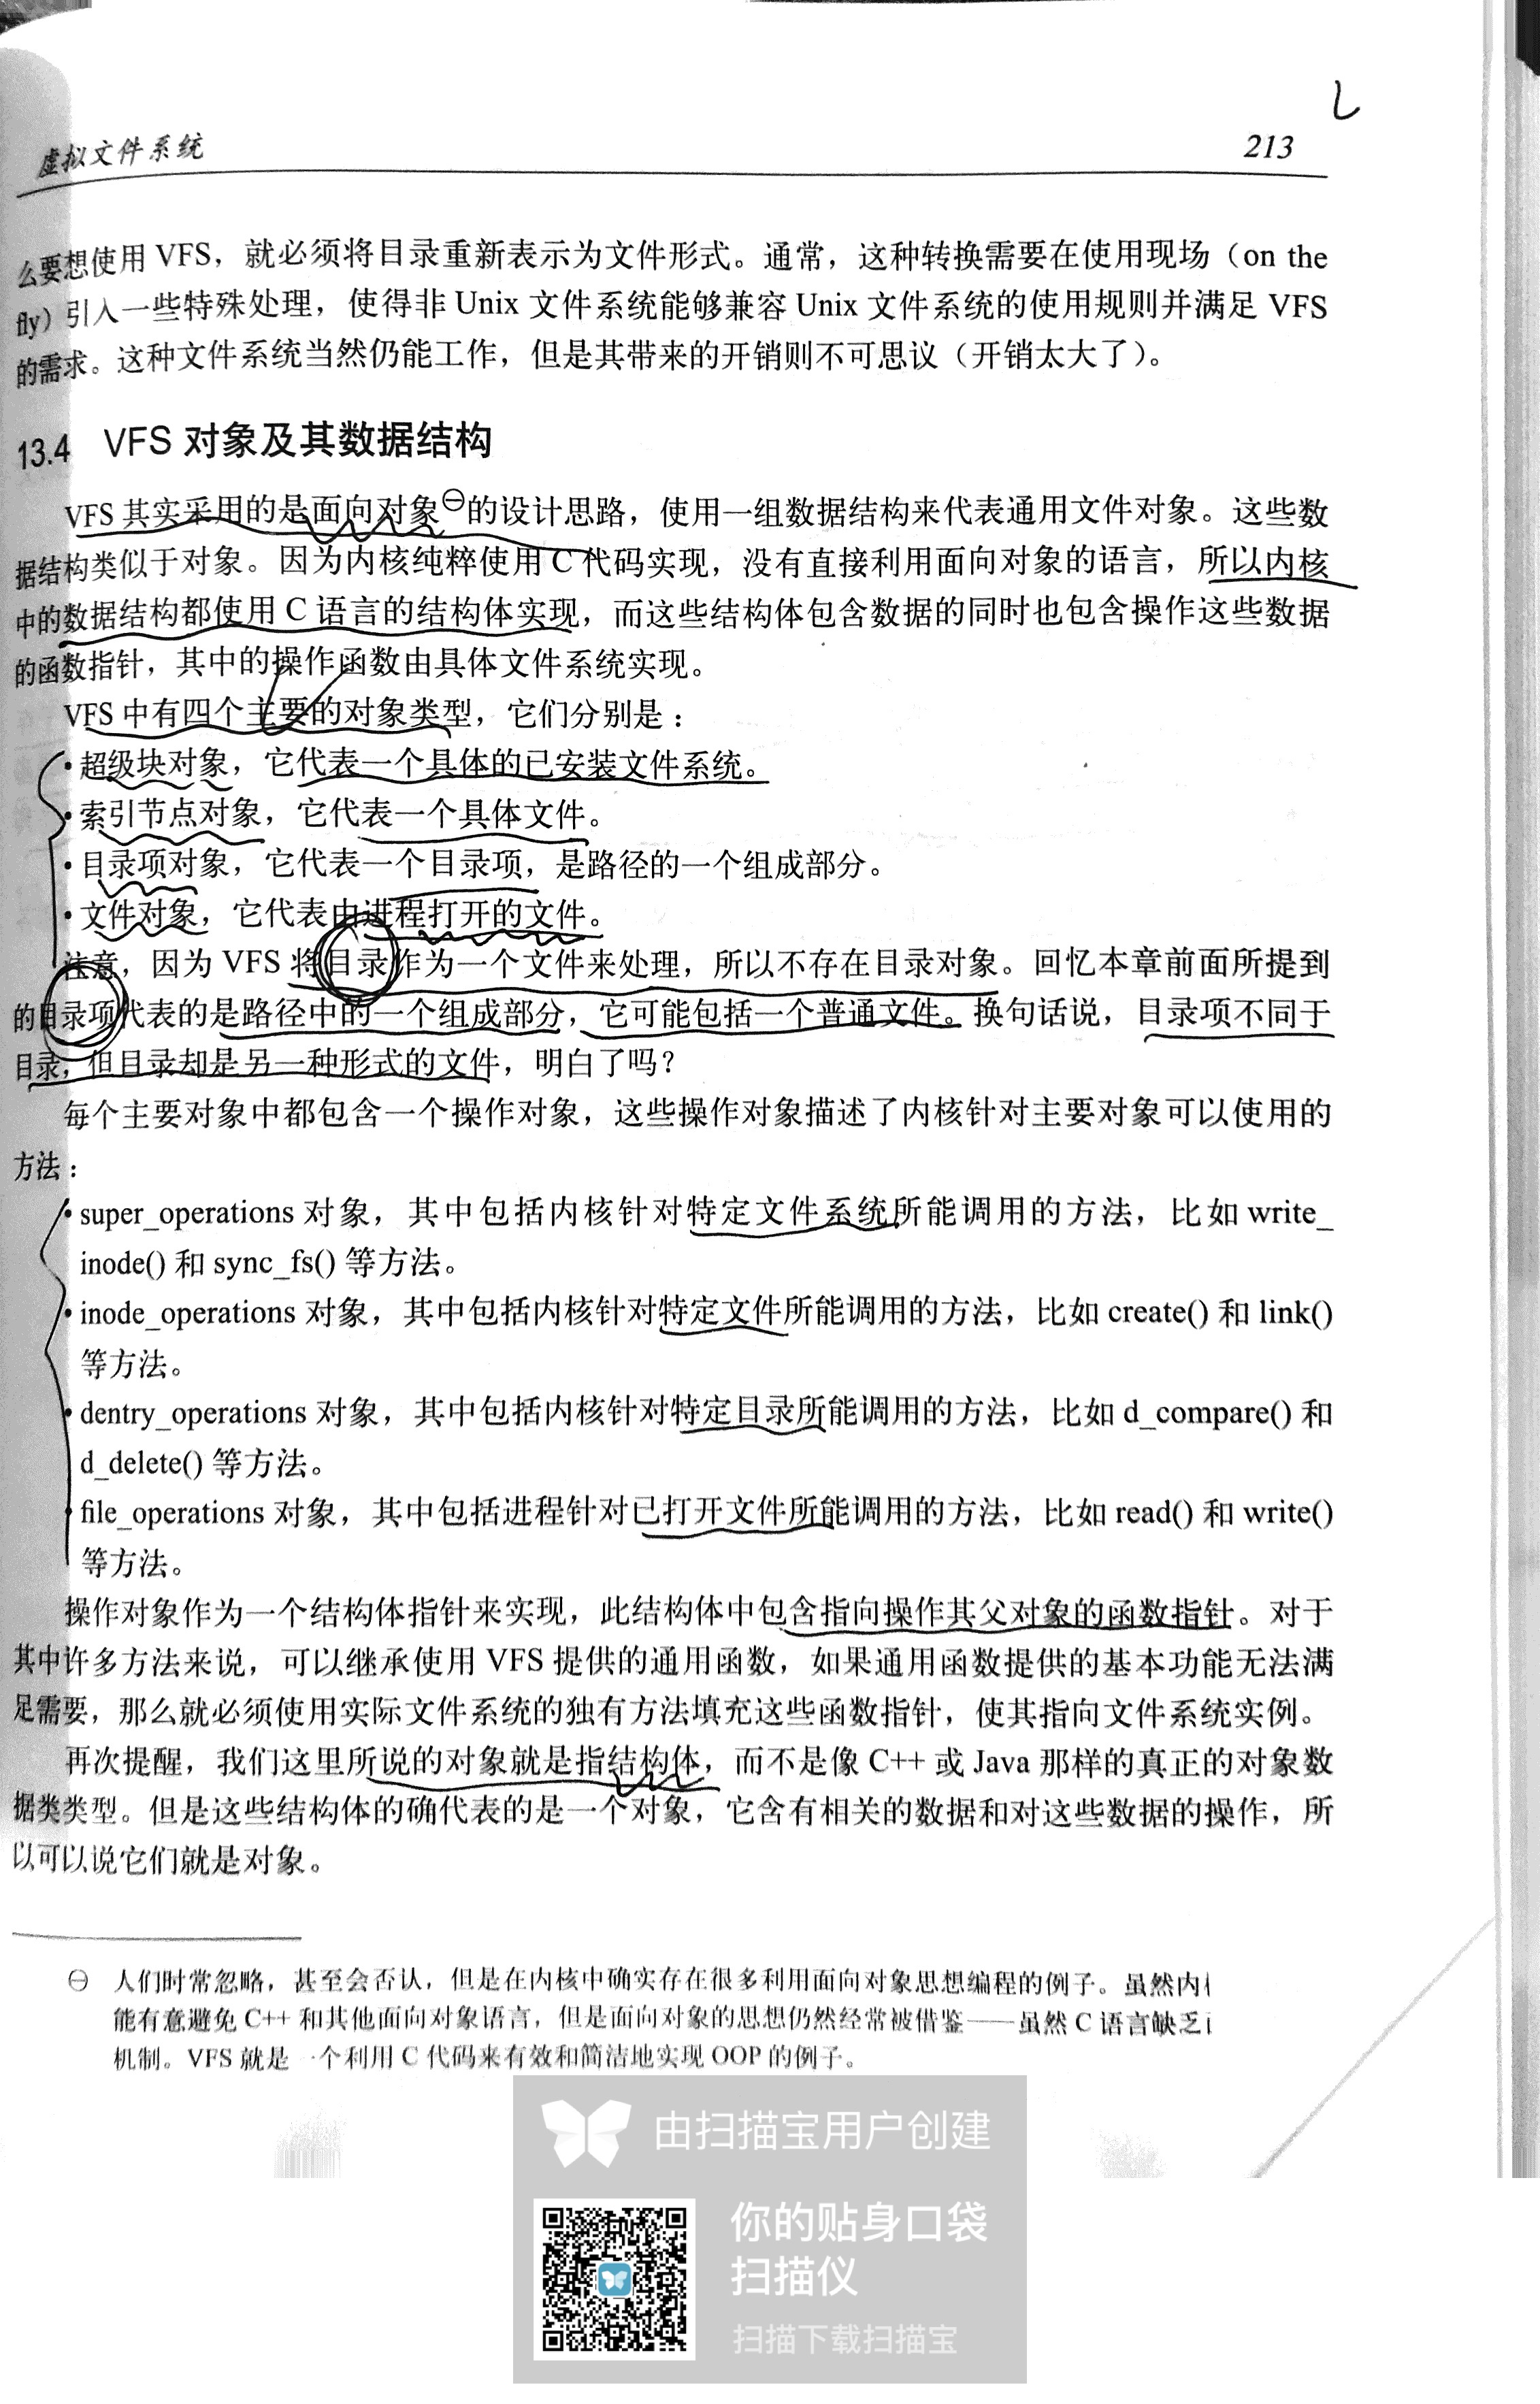 虚拟文件系统 213
么要想使用 VFS，就必须将目录重新表示为文件形式。通常，这种转换需要在使用现场（on the
fly）引入一些特殊处理，使得非 Unix 文件系统能够兼容 Unix 文件系统的使用规则并满足 VFS
的需求。这种文件系统当然仍能工作，但是其带来的开销则不可思议（开销太大了）。
13.4 VFS 对象及其数据结构
VFS 其实采用的是面向对象㊀的设计思路，使用一组数据结构来代表通用文件对象。这些数
据结构类似于对象。因为内核纯粹使用 C 代码实现，没有直接利用面向对象的语言，所以内核
中的数据结构都使用 C 语言的结构体实现，而这些结构体包含数据的同时也包含操作这些数据
的函数指针，其中的操作函数由具体文件系统实现。
VFS 中有四个主要的对象类型，它们分别是：
·超级块对象，它代表一个具体的已安装文件系统。
·索引节点对象，它代表一个具体文件。
·目录项对象，它代表一个目录项，是路径的一个组成部分。
·文件对象，它代表由进程打开的文件。
注意，因为 VFS 将目录作为一个文件来处理，所以不存在目录对象。回忆本章前面所提到
的目录项代表的是路径中的一个组成部分，它可能包括一个普通文件。换句话说，目录项不同于
目录，但目录却是另一种形式的文件，明白了吗？
每个主要对象中都包含一个操作对象，这些操作对象描述了内核针对主要对象可以使用的
方法：
·super_operations 对象，其中包括内核针对特定文件系统所能调用的方法，比如 write_
inode() 和 sync_fs() 等方法。
·inode_operations 对象，其中包括内核针对特定文件所能调用的方法，比如 create() 和 link()
等方法。
·dentry_operations 对象，其中包括内核针对特定目录所能调用的方法，比如 d_compare() 和
d_delete() 等方法。
·file_operations 对象，其中包括进程针对已打开文件所能调用的方法，比如 read() 和 write()
等方法。
操作对象作为一个结构体指针来实现，此结构体中包含指向操作其父对象的函数指针。对于
其中许多方法来说，可以继承使用 VFS 提供的通用函数，如果通用函数提供的基本功能无法满
足需要，那么就必须使用实际文件系统的独有方法填充这些函数指针，使其指向文件系统实例。
再次提醒，我们这里所说的对象就是指结构体，而不是像 C++ 或 Java 那样的真正的对象数
据类类型。但是这些结构体的确代表的是一个对象，它含有相关的数据和对这些数据的操作，所
以可以说它们就是对象。
㊀ 人们时常忽略，甚至会否认，但是在内核中确实存在很多利用面向对象思想编程的例子。虽然内
能有意避免 C++ 和其他面向对象语言，但是面向对象的思想仍然经常被借鉴——虽然 C 语言缺乏
机制。VFS 就是一个利用 C 代码来有效和简洁地实现 OOP 的例子。
由扫描宝用户创建
你的贴身口袋
扫描仪
扫描下载扫描宝